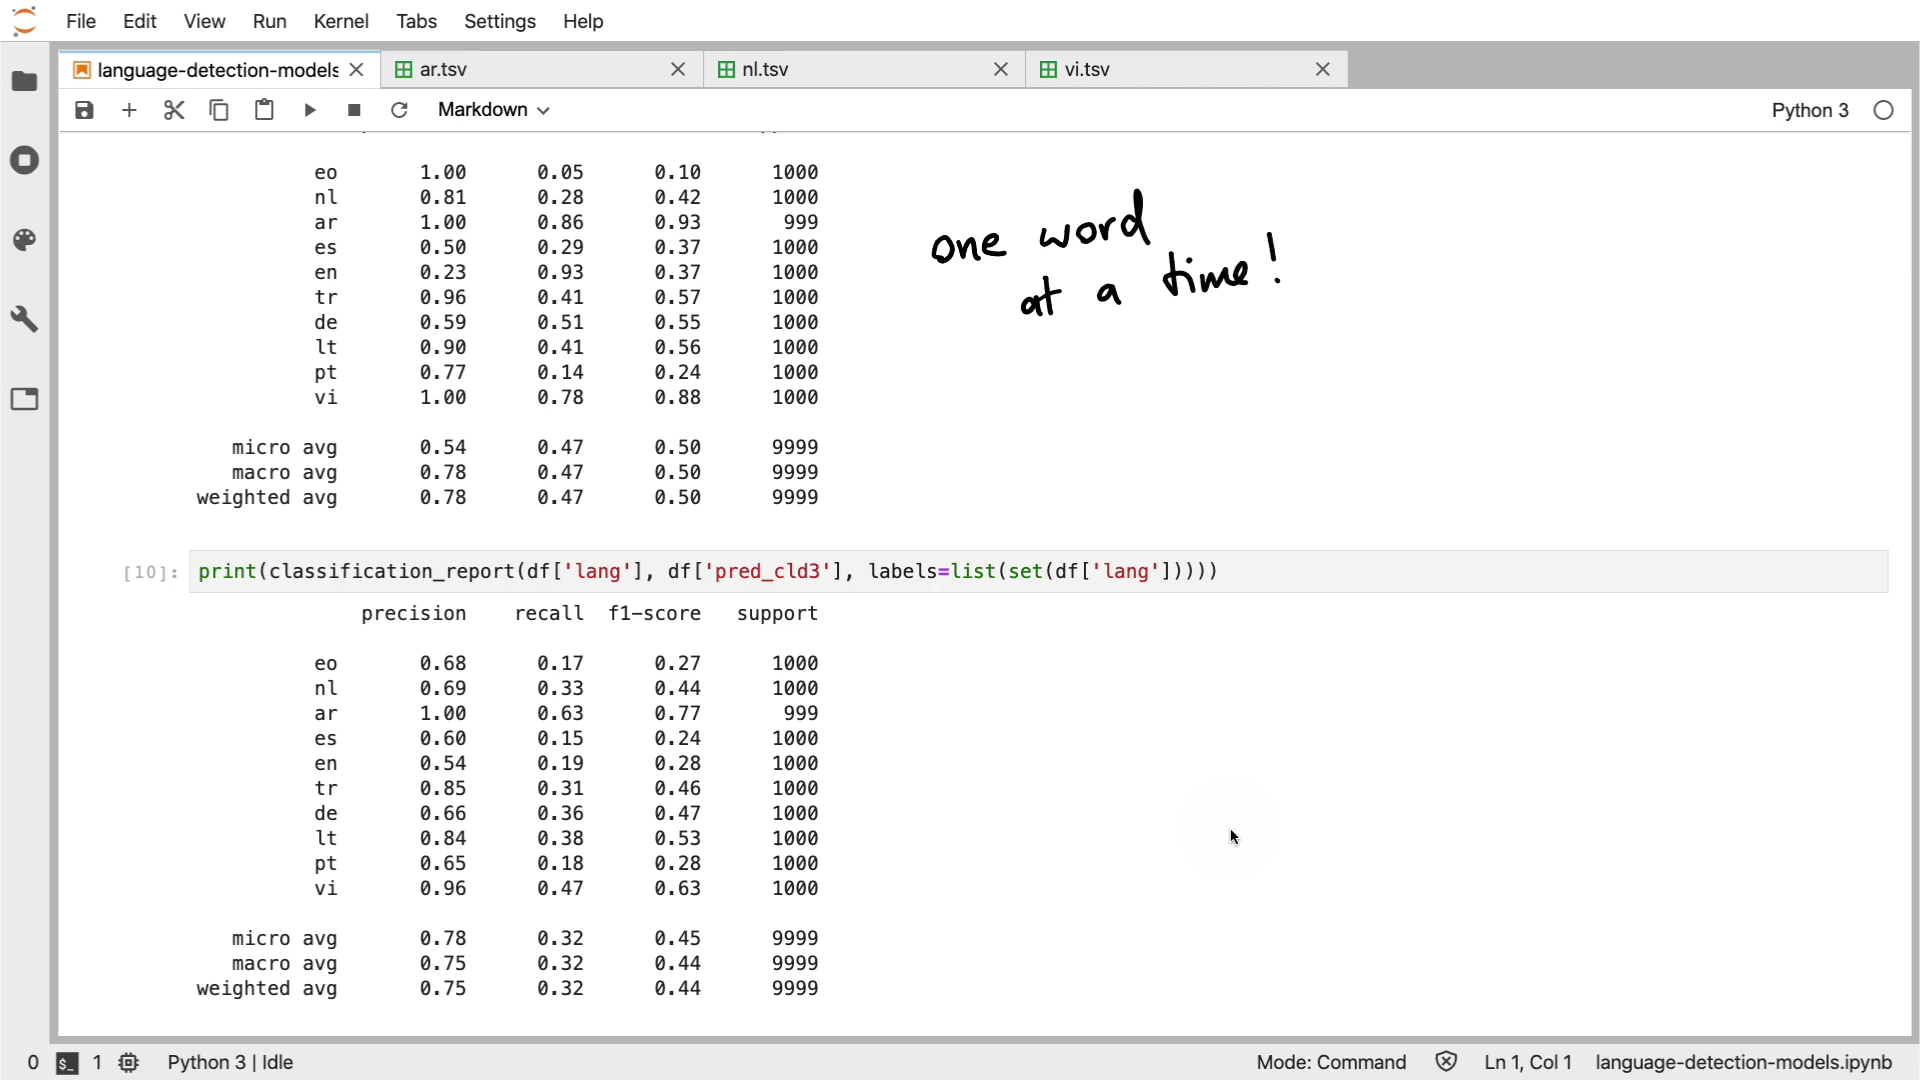 File Edit View Run Kernel Tabs Settings Help
language-detection-models ar.tsv nl.tsv vi.tsv
Markdown Python 3
eo 1.00 0.05 0.10 1000
nl 0.81 0.28 0.42 1000
ar 1.00 0.86 0.93 999
es 0.50 0.29 0.37 1000
en 0.23 0.93 0.37 1000
tr 0.96 0.41 0.57 1000
de 0.59 0.51 0.55 1000
lt 0.90 0.41 0.56 1000
pt 0.77 0.14 0.24 1000
vi 1.00 0.78 0.88 1000
micro avg 0.54 0.47 0.50 9999
macro avg 0.78 0.47 0.50 9999
weighted avg 0.78 0.47 0.50 9999
one word
at a time!
[10]: print(classification_report(df['lang'], df['pred_cld3'], labels=list(set(df['lang']))))
precision recall f1-score support
eo 0.68 0.17 0.27 1000
nl 0.69 0.33 0.44 1000
ar 1.00 0.63 0.77 999
es 0.60 0.15 0.24 1000
en 0.54 0.19 0.28 1000
tr 0.85 0.31 0.46 1000
de 0.66 0.36 0.47 1000
lt 0.84 0.38 0.53 1000
pt 0.65 0.18 0.28 1000
vi 0.96 0.47 0.63 1000
micro avg 0.78 0.32 0.45 9999
macro avg 0.75 0.32 0.44 9999
weighted avg 0.75 0.32 0.44 9999
0 $_ 1 Python 3 | Idle Mode: Command Ln 1, Col 1 language-detection-models.ipynb